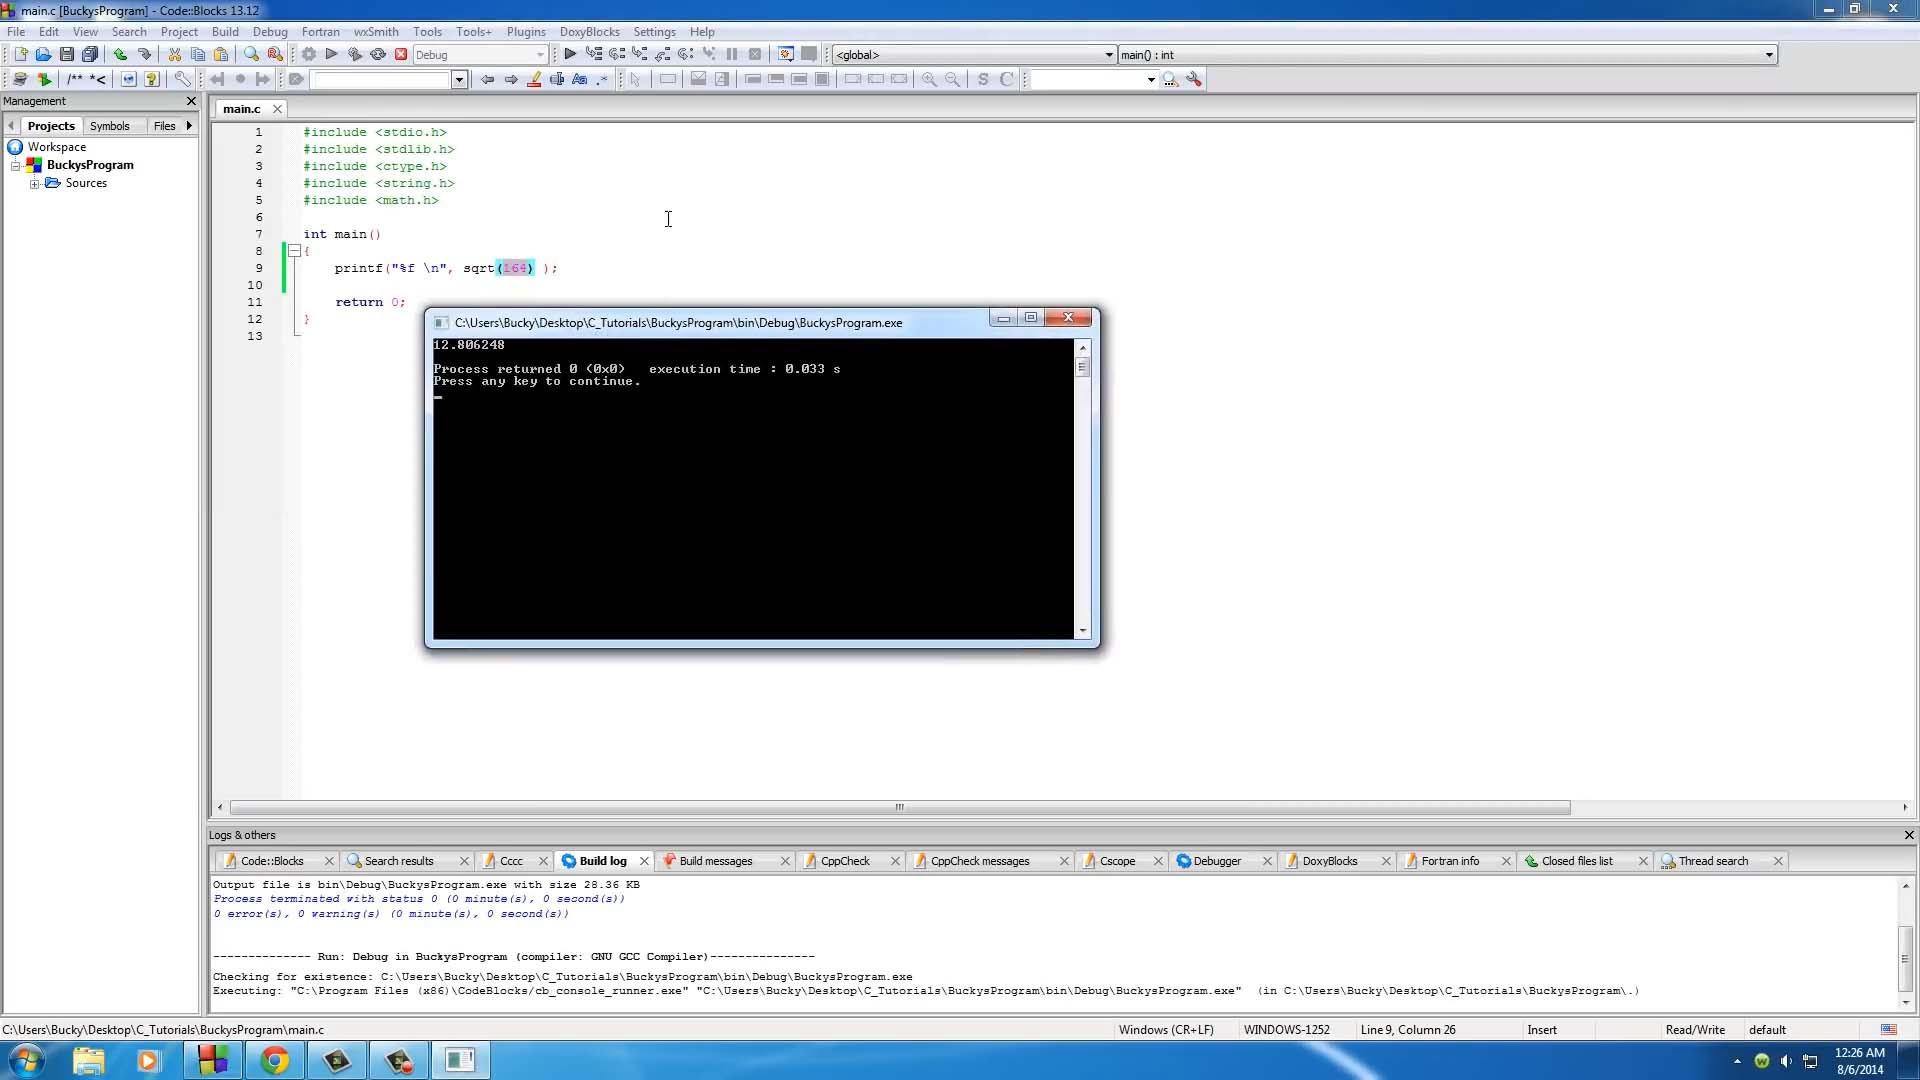 main.c [BuckysProgram] - Code::Blocks 13.12
File Edit View Search Project Build Debug Fortran wxSmith Tools Tools+ Plugins DoxyBlocks Settings Help
Debug <global> main() : int
/** *< Aa .* S C
Management
main.c
Projects Symbols Files
Workspace
BuckysProgram
Sources
1 #include <stdio.h>
2 #include <stdlib.h>
3 #include <ctype.h>
4 #include <string.h>
5 #include <math.h>
6
7 int main()
8 {
9 printf("%f \n", sqrt(164) );
10
11 return 0;
12 }
13
C:\Users\Bucky\Desktop\C_Tutorials\BuckysProgram\bin\Debug\BuckysProgram.exe
12.806248
Process returned 0 (0x0) execution time : 0.033 s
Press any key to continue.
Logs & others
Code::Blocks Search results Cccc Build log Build messages CppCheck CppCheck messages Cscope Debugger DoxyBlocks Fortran info Closed files list Thread search
Output file is bin\Debug\BuckysProgram.exe with size 28.36 KB
Process terminated with status 0 (0 minute(s), 0 second(s))
0 error(s), 0 warning(s) (0 minute(s), 0 second(s))
-------------- Run: Debug in BuckysProgram (compiler: GNU GCC Compiler)---------------
Checking for existence: C:\Users\Bucky\Desktop\C_Tutorials\BuckysProgram\bin\Debug\BuckysProgram.exe
Executing: "C:\Program Files (x86)\CodeBlocks/cb_console_runner.exe" "C:\Users\Bucky\Desktop\C_Tutorials\BuckysProgram\bin\Debug\BuckysProgram.exe" (in C:\Users\Bucky\Desktop\C_Tutorials\BuckysProgram\.)
C:\Users\Bucky\Desktop\C_Tutorials\BuckysProgram\main.c Windows (CR+LF) WINDOWS-1252 Line 9, Column 26 Insert Read/Write default
12:26 AM
8/6/2014